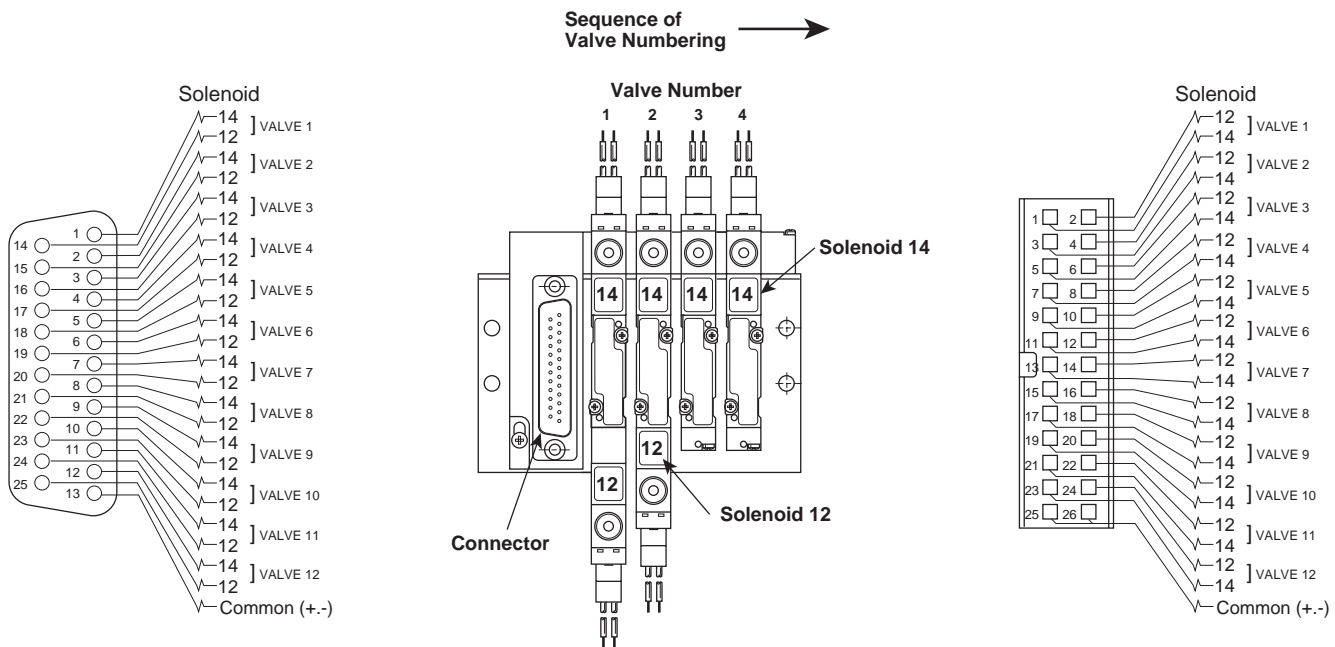 Sequence of
Valve Numbering
Valve Number
1 2 3 4
14 14 14 14
12
12
Solenoid 14
Solenoid 12
Connector
Solenoid
14
12 ] VALVE 1
14
12 ] VALVE 2
14
12 ] VALVE 3
14
12 ] VALVE 4
14
12 ] VALVE 5
14
12 ] VALVE 6
14
12 ] VALVE 7
14
12 ] VALVE 8
14
12 ] VALVE 9
14
12 ] VALVE 10
14
12 ] VALVE 11
14
12 ] VALVE 12
Common (+.-)
1
14
2
15
3
16
4
17
5
18
6
19
7
20
8
21
9
22
10
23
11
24
12
25
13
Solenoid
12
14 ] VALVE 1
12
14 ] VALVE 2
12
14 ] VALVE 3
12
14 ] VALVE 4
12
14 ] VALVE 5
12
14 ] VALVE 6
12
14 ] VALVE 7
12
14 ] VALVE 8
12
14 ] VALVE 9
12
14 ] VALVE 10
12
14 ] VALVE 11
12
14 ] VALVE 12
Common (+.-)
1 2
3 4
5 6
7 8
9 10
11 12
13 14
15 16
17 18
19 20
21 22
23 24
25 26